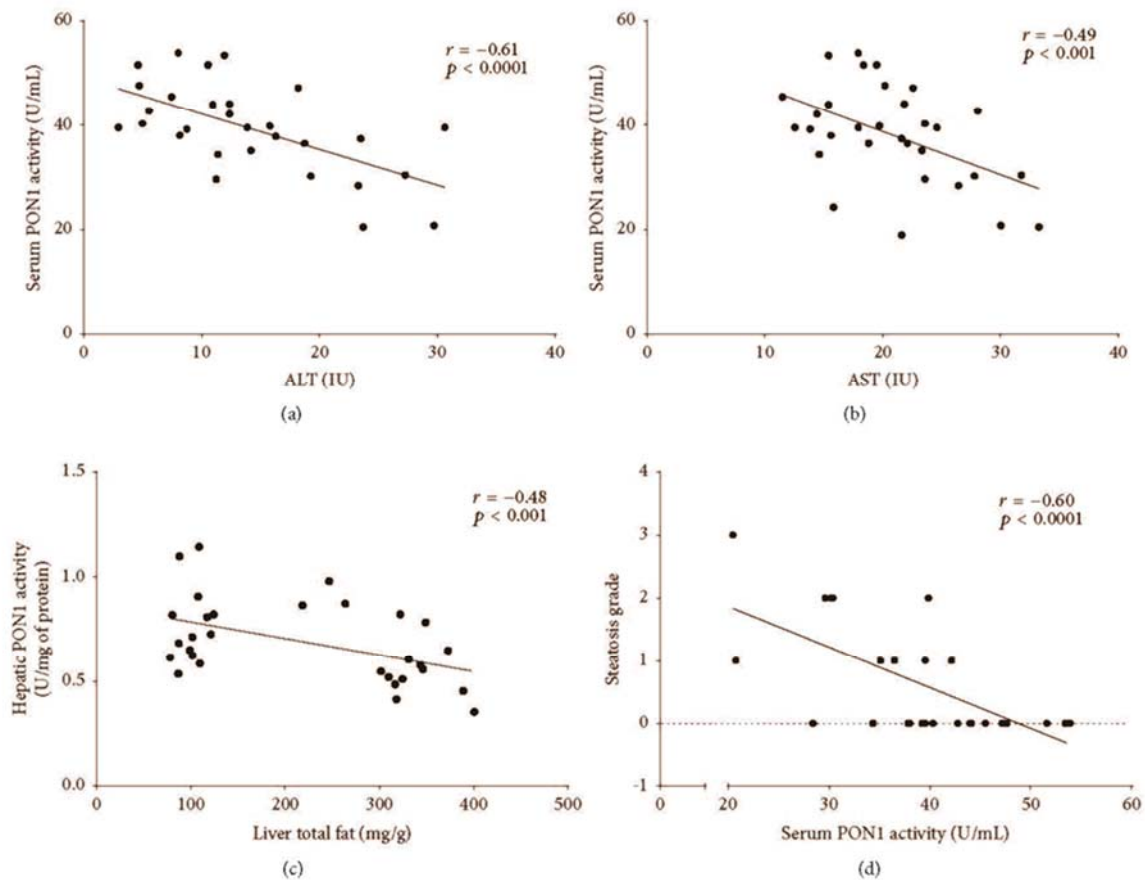 60
40
20
0
Serum PON1 activity (U/mL)
r = −0.61
p < 0.0001
0 10 20 30 40
ALT (IU)
(a)
60
40
20
0
Serum PON1 activity (U/mL)
r = −0.49
p < 0.001
0 10 20 30 40
AST (IU)
(b)
1.5
1.0
0.5
0.0
Hepatic PON1 activity
(U/mg of protein)
r = −0.48
p < 0.001
0 100 200 300 400 500
Liver total fat (mg/g)
(c)
4
3
2
1
0
-1
Steatosis grade
r = −0.60
p < 0.0001
0 20 30 40 50 60
Serum PON1 activity (U/mL)
(d)